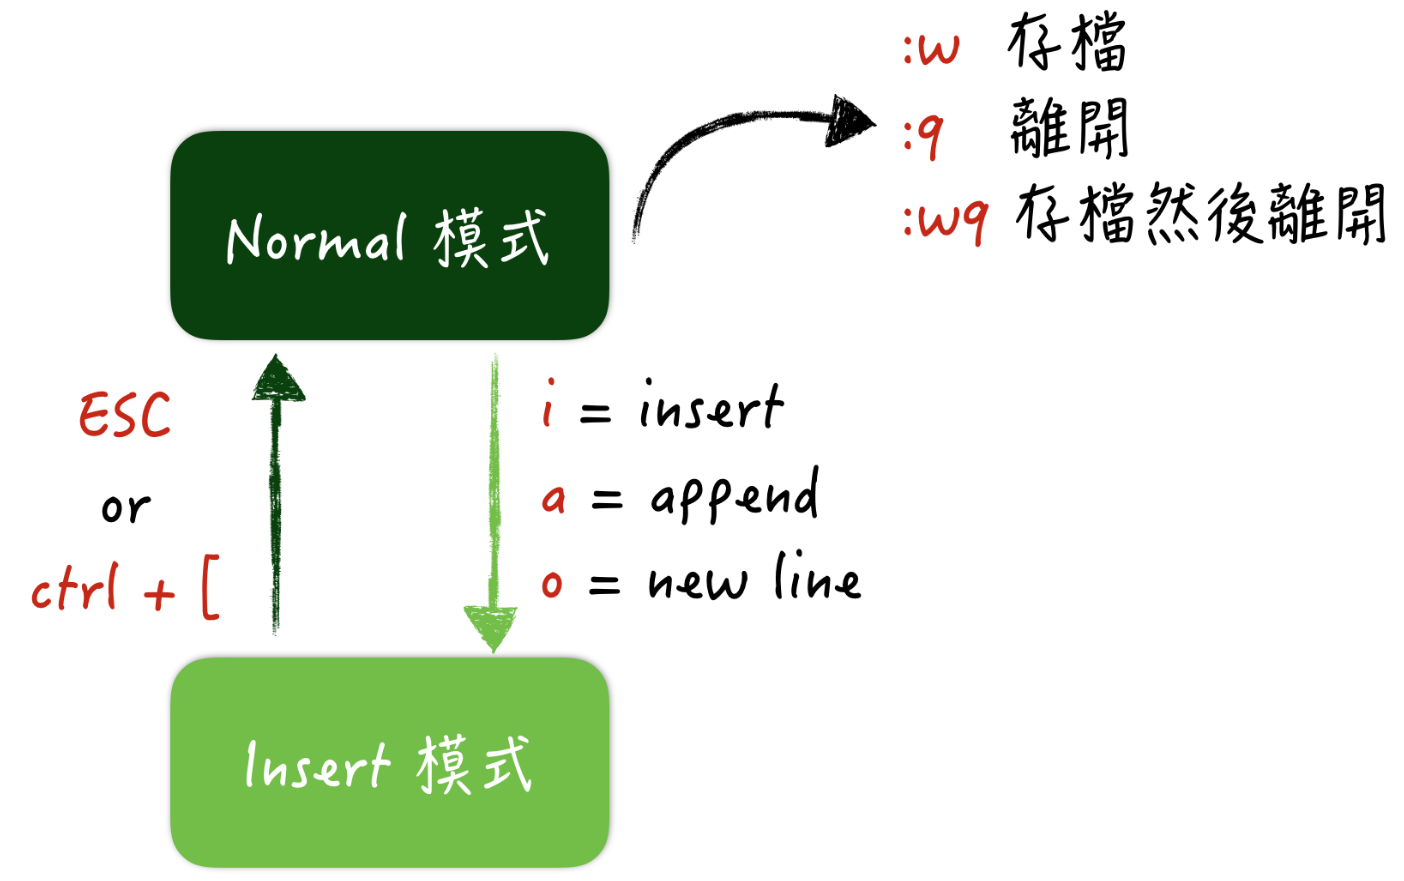 :w 存檔
:q 離開
:wq 存檔然後離開
Normal 模式
ESC
or
ctrl + [
i = insert
a = append
o = new line
Insert 模式